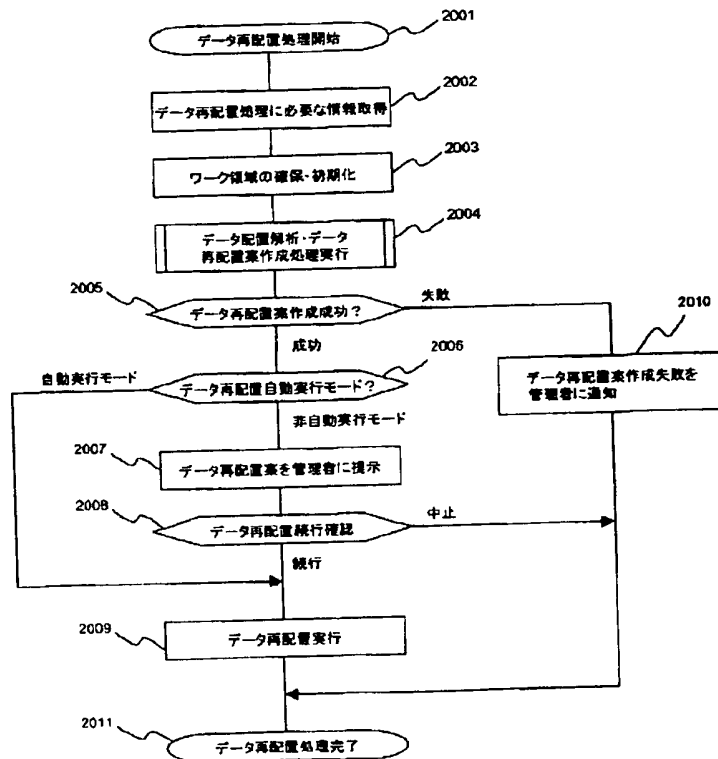 2001
データ再配置処理開始
2002
データ再配置処理に必要な情報取得
2003
ワーク領域の確保・初期化
2004
データ配置解析・データ
再配置案作成処理実行
2005
データ再配置案作成成功?
失敗
2010
成功
2006
自動実行モード
データ再配置自動実行モード?
データ再配置案作成失敗を
管理者に通知
非自動実行モード
2007
データ再配置案を管理者に提示
2008
データ再配置続行確認
中止
続行
2009
データ再配置実行
2011
データ再配置処理完了